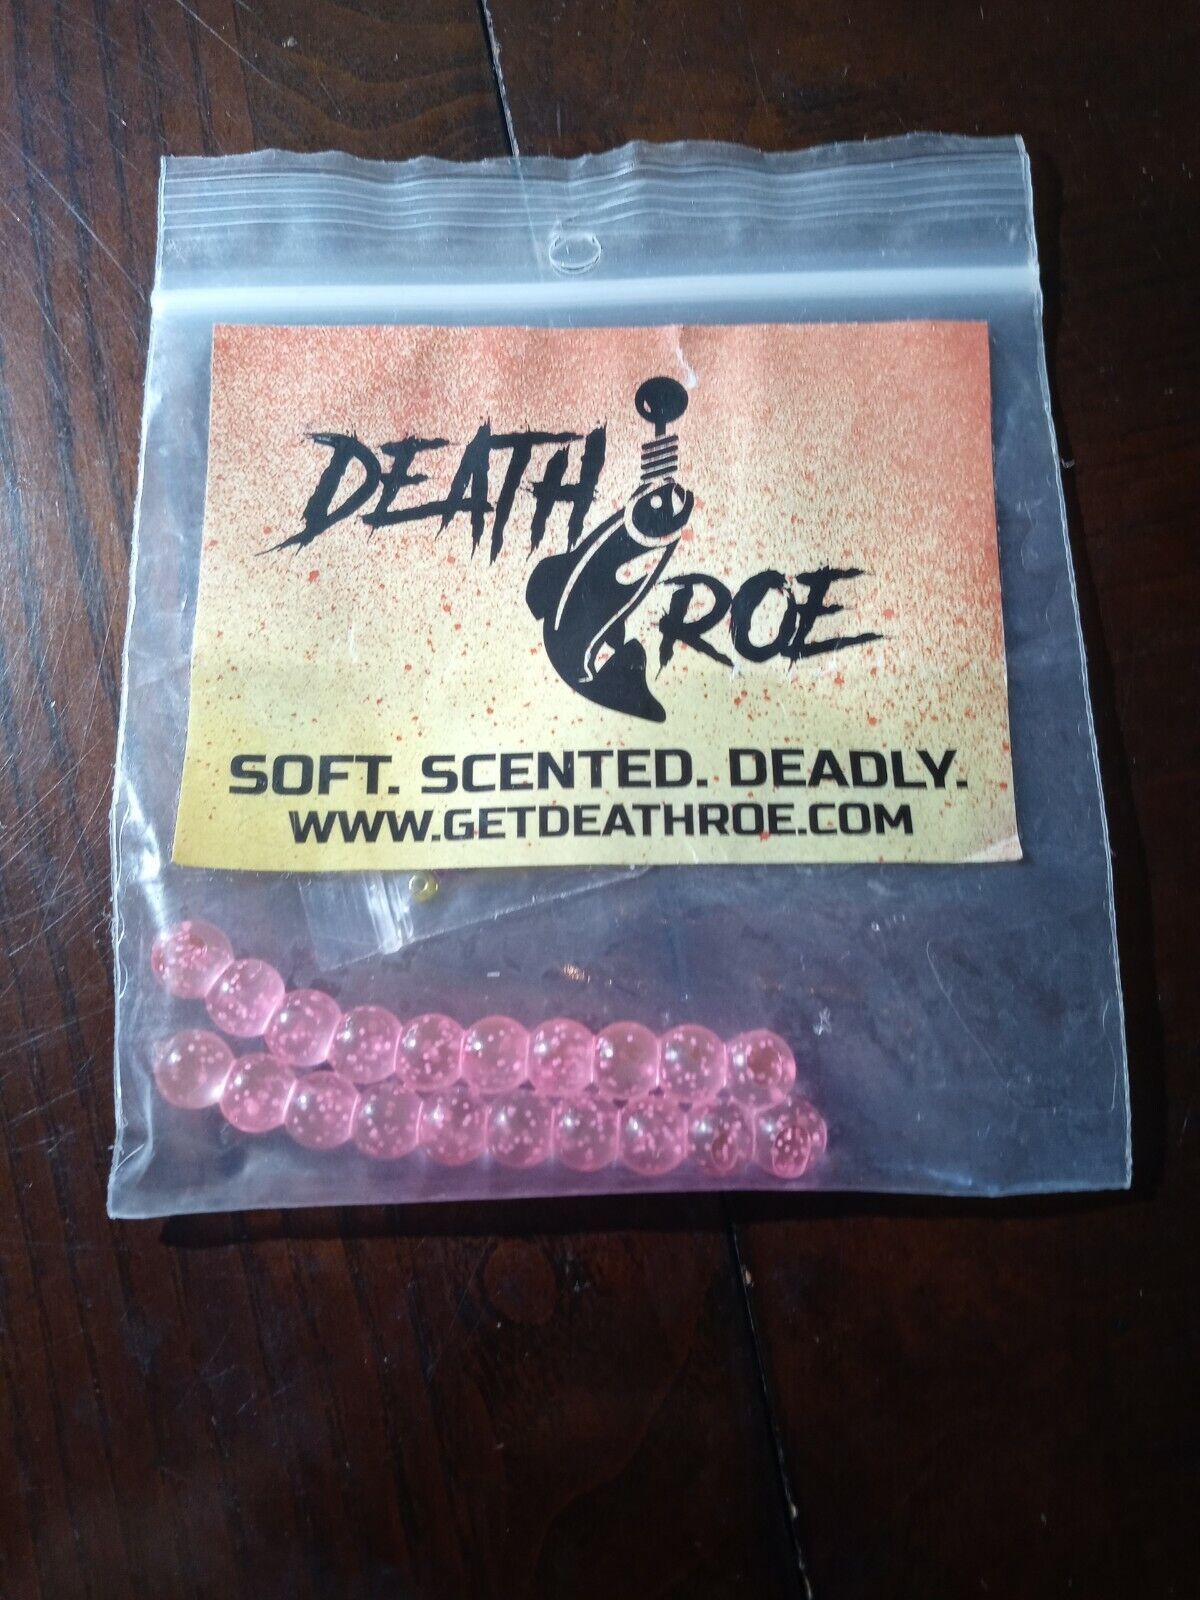 DEATH
ROE
SOFT. SCENTED. DEADLY.
WWW.GETDEATHROE.COM